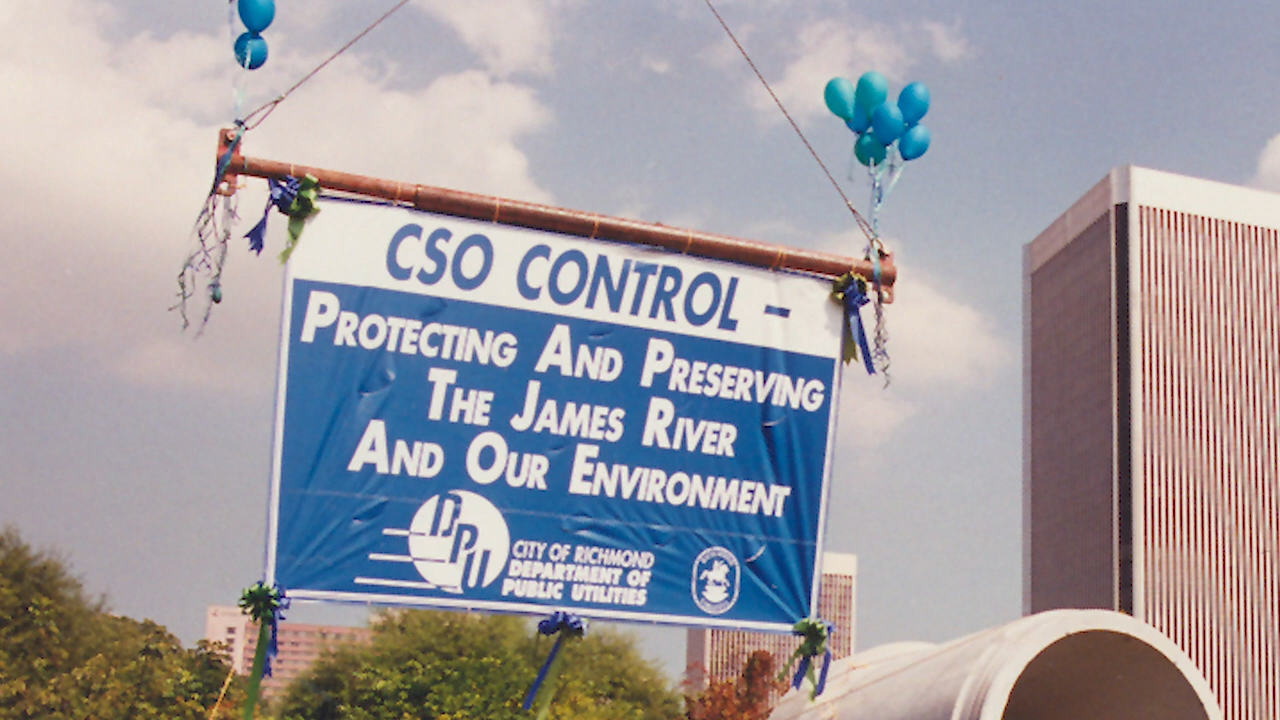 CSO CONTROL –
PROTECTING AND PRESERVING
THE JAMES RIVER
AND OUR ENVIRONMENT
DPU
CITY OF RICHMOND
DEPARTMENT OF
PUBLIC UTILITIES